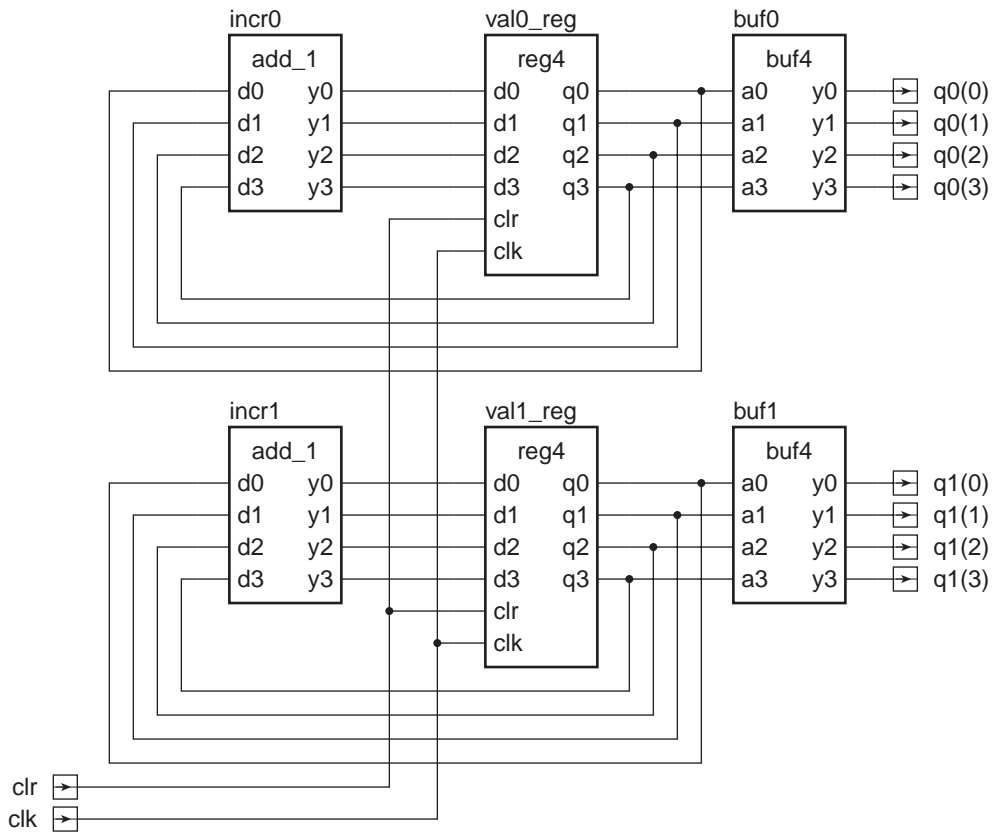 incr0 val0_reg buf0
add_1 reg4 buf4
d0 y0 d0 q0 a0 y0 q0(0)
d1 y1 d1 q1 a1 y1 q0(1)
d2 y2 d2 q2 a2 y2 q0(2)
d3 y3 d3 q3 a3 y3 q0(3)
clr
clk
incr1 val1_reg buf1
add_1 reg4 buf4
d0 y0 d0 q0 a0 y0 q1(0)
d1 y1 d1 q1 a1 y1 q1(1)
d2 y2 d2 q2 a2 y2 q1(2)
d3 y3 d3 q3 a3 y3 q1(3)
clr
clk
clr
clk